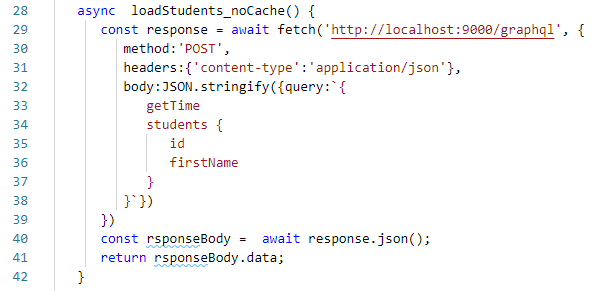 28 async  loadStudents_noCache() {
29 const response = await fetch('http://localhost:9000/graphql', {
30 method:'POST',
31 headers:{'content-type':'application/json'},
32 body:JSON.stringify({query:`{
33 getTime
34 students {
35 id
36 firstName
37 }
38 }`})
39 })
40 const rsponseBody =  await response.json();
41 return rsponseBody.data;
42 }